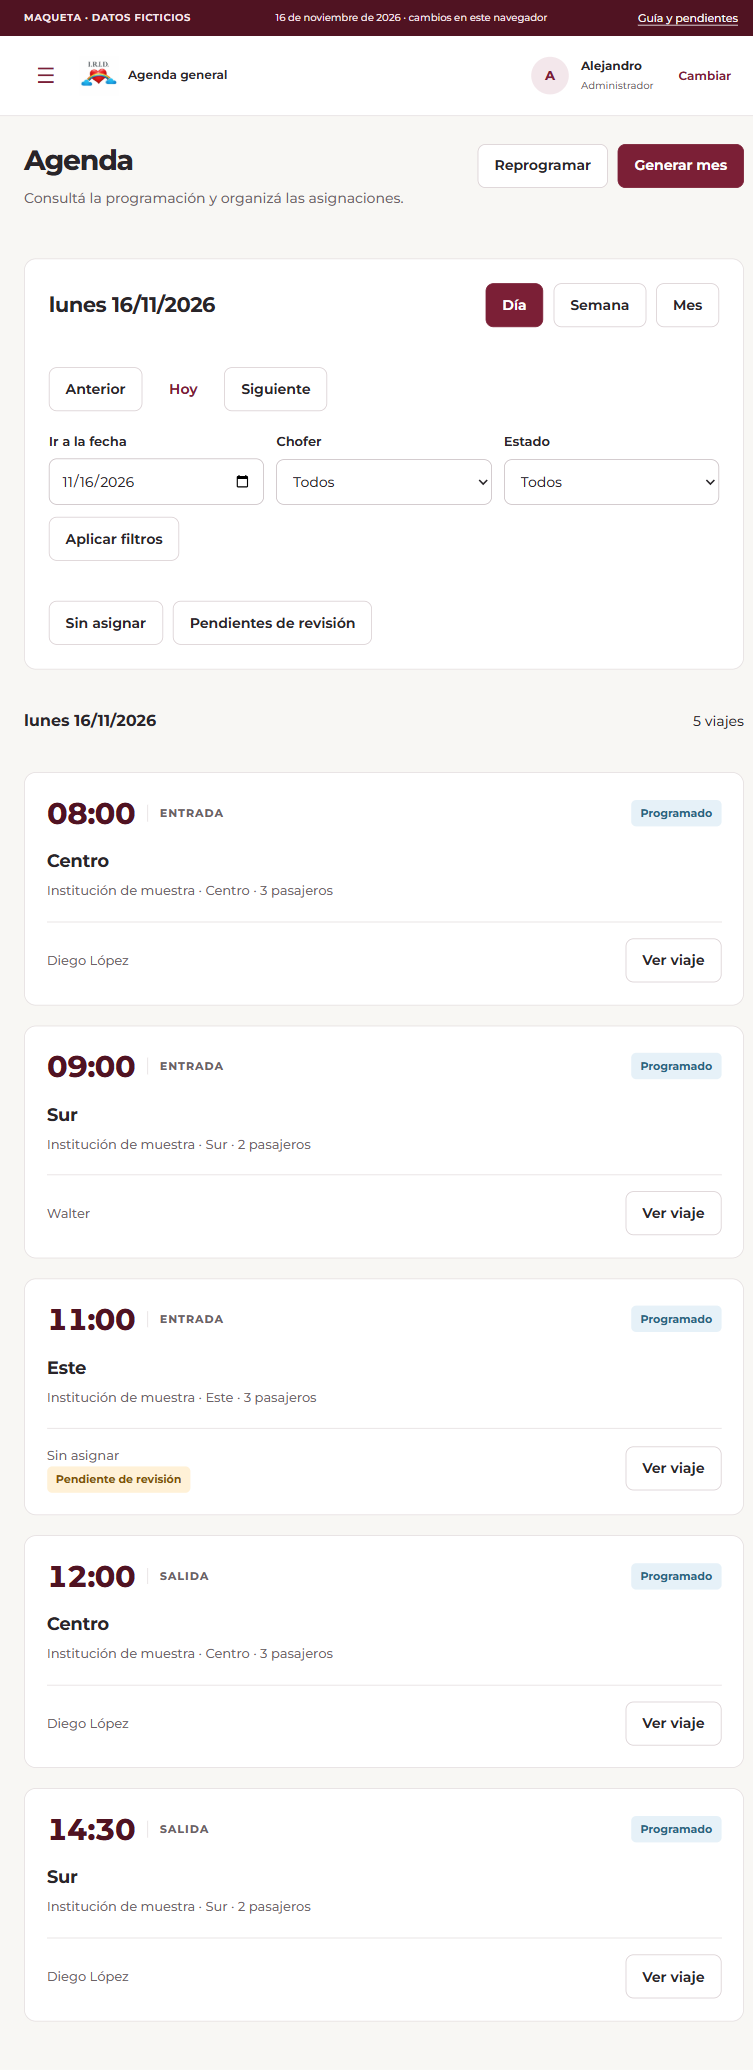 MAQUETA • DATOS FICTICIOS
16 de noviembre de 2026 · cambios en este navegador
Guía y pendientes
☰
I.R.I.D.
Agenda general
A
Alejandro
Administrador
Cambiar
Agenda
Consultá la programación y organizá las asignaciones.
Reprogramar
Generar mes
lunes 16/11/2026
Día
Semana
Mes
Anterior
Hoy
Siguiente
Ir a la fecha
Chofer
Estado
11/16/2026
Todos
Todos
Aplicar filtros
Sin asignar
Pendientes de revisión
lunes 16/11/2026
5 viajes
08:00
ENTRADA
Programado
Centro
Institución de muestra · Centro · 3 pasajeros
Diego López
Ver viaje
09:00
ENTRADA
Programado
Sur
Institución de muestra · Sur · 2 pasajeros
Walter
Ver viaje
11:00
ENTRADA
Programado
Este
Institución de muestra · Este · 3 pasajeros
Sin asignar
Pendiente de revisión
Ver viaje
12:00
SALIDA
Programado
Centro
Institución de muestra · Centro · 3 pasajeros
Diego López
Ver viaje
14:30
SALIDA
Programado
Sur
Institución de muestra · Sur · 2 pasajeros
Diego López
Ver viaje